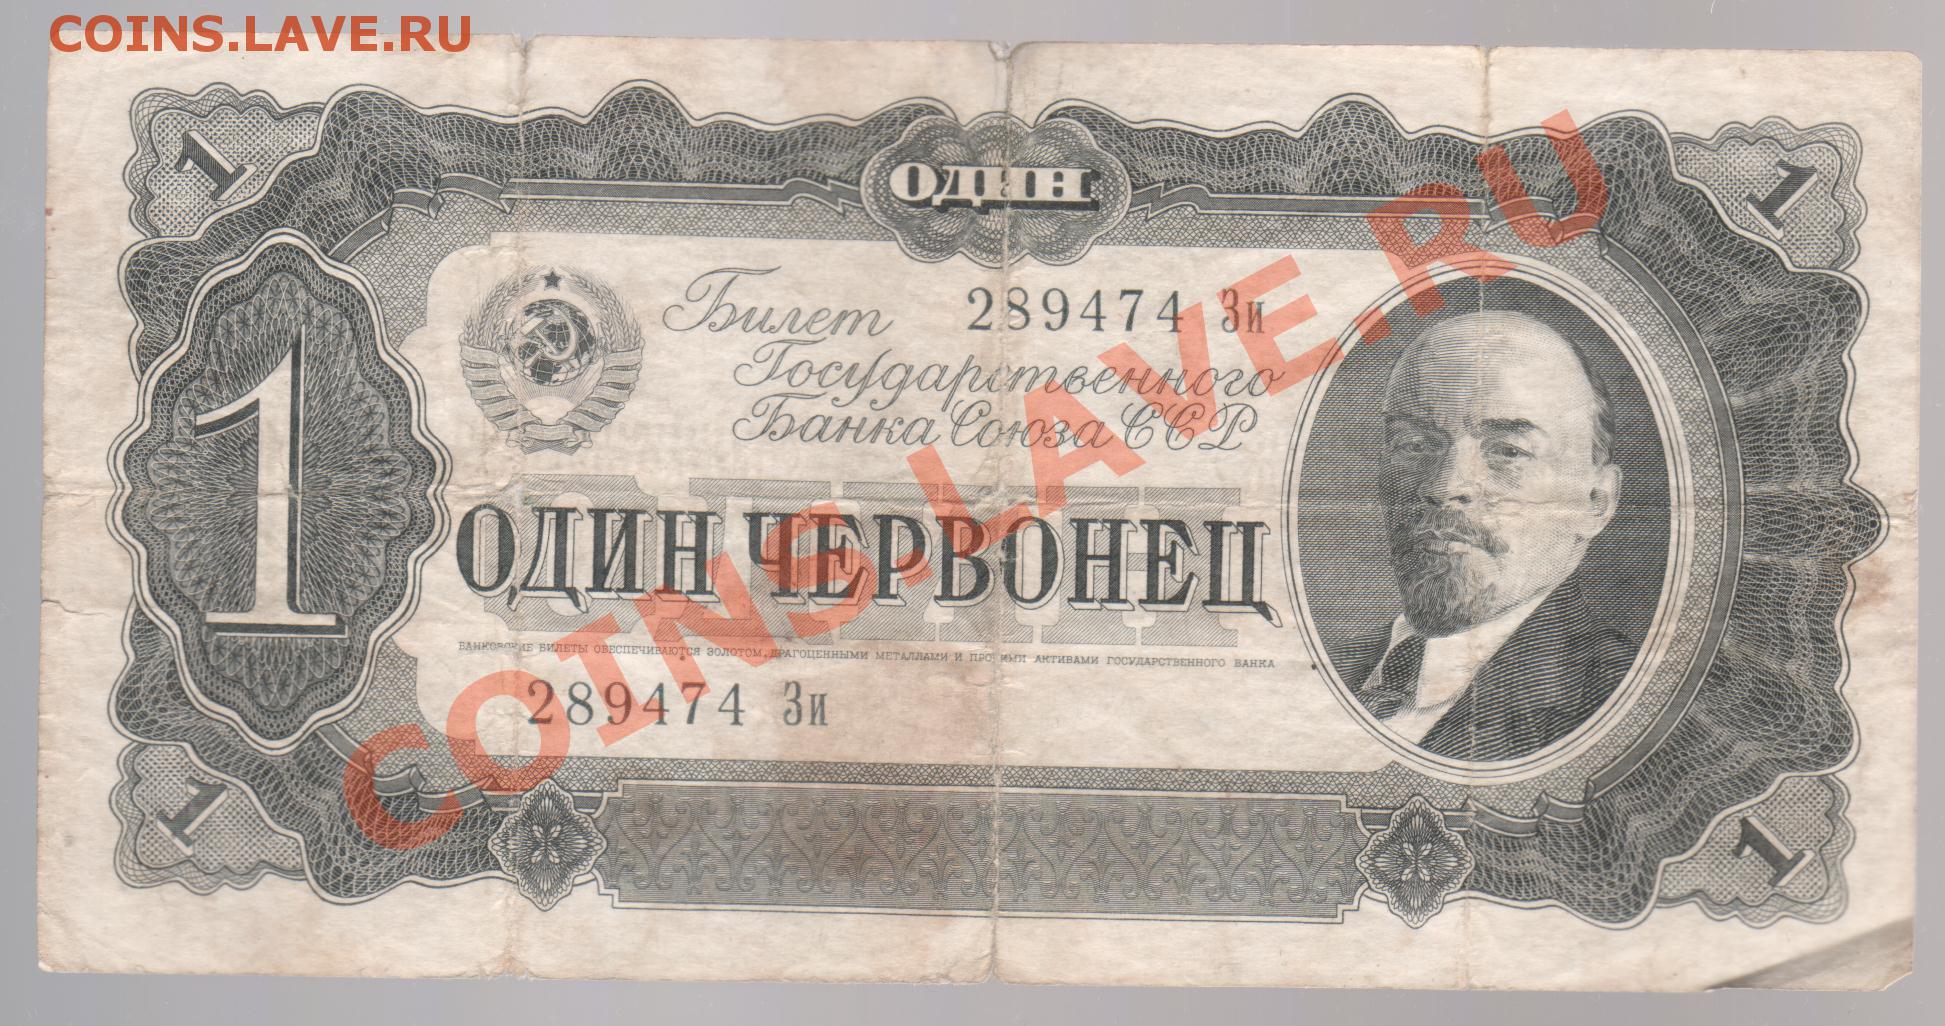 COINS.LAVE.RU
1
1
ОДИН
Билет 289474 Зи
Государственного
Банка Союза ССР
1
ОДИН ЧЕРВОНЕЦ
БАНКОВСКИЕ БИЛЕТЫ ОБЕСПЕЧИВАЮТСЯ ЗОЛОТОМ, ДРАГОЦЕННЫМИ МЕТАЛЛАМИ И ПРОЧИМИ АКТИВАМИ ГОСУДАРСТВЕННОГО БАНКА
289474 Зи
1
1
COINS.LAVE.RU